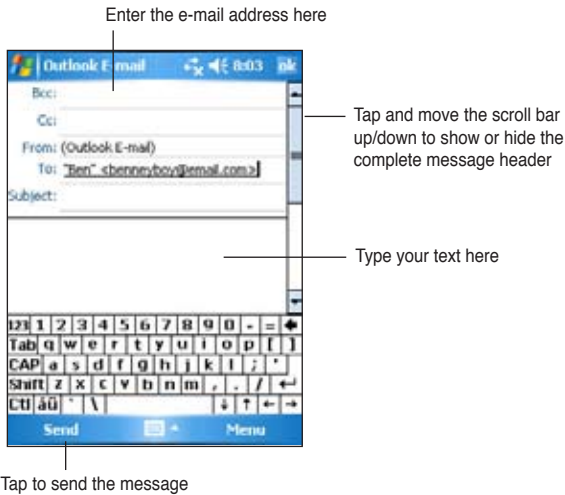 Enter the e-mail address here
Outlook E-mail 8:03 ok
Bcc:
Cc:
From: (Outlook E-mail)
To: "Ben" <benneyboy@email.com>
Subject:
Tap and move the scroll bar
up/down to show or hide the
complete message header
Type your text here
123 1 2 3 4 5 6 7 8 9 0 - =
Tab q w e r t y u i o p [ ]
CAP a s d f g h j k l ; '
Shift z x c v b n m , . /
Ctl áü ` \
Send Menu
Tap to send the message